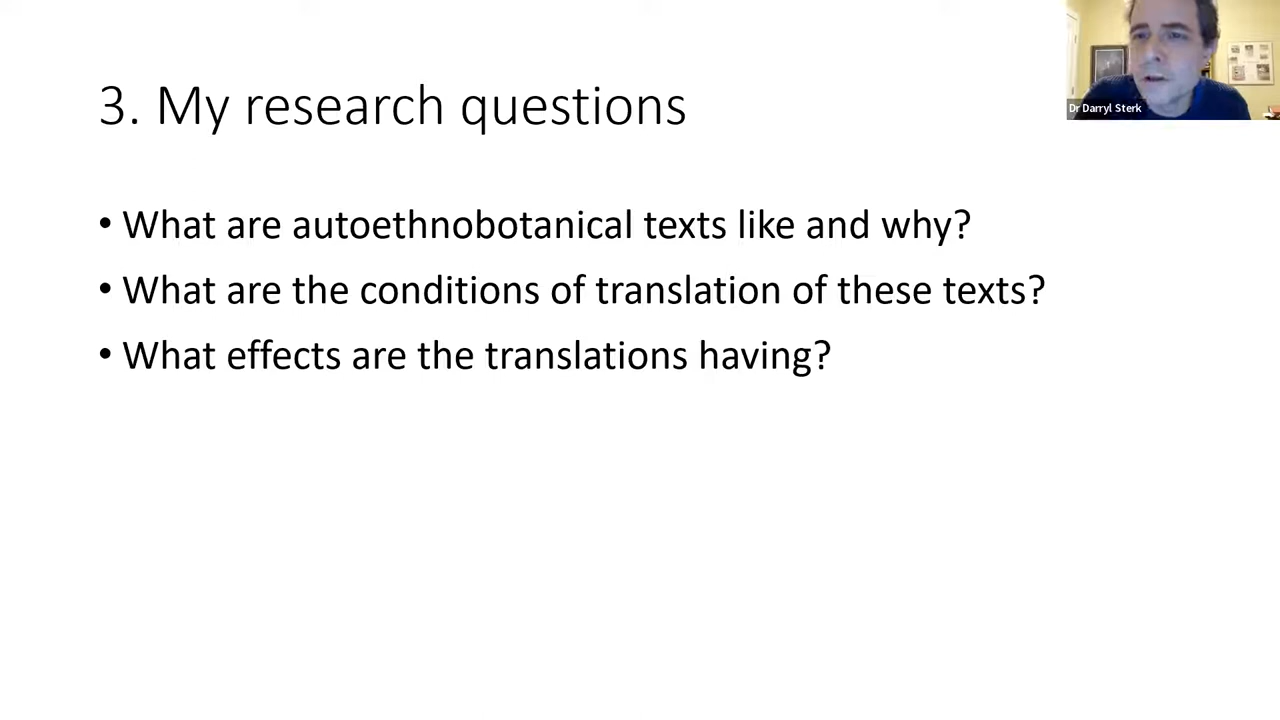 3. My research questions
Dr Darryl Sterk
• What are autoethnobotanical texts like and why?
• What are the conditions of translation of these texts?
• What effects are the translations having?